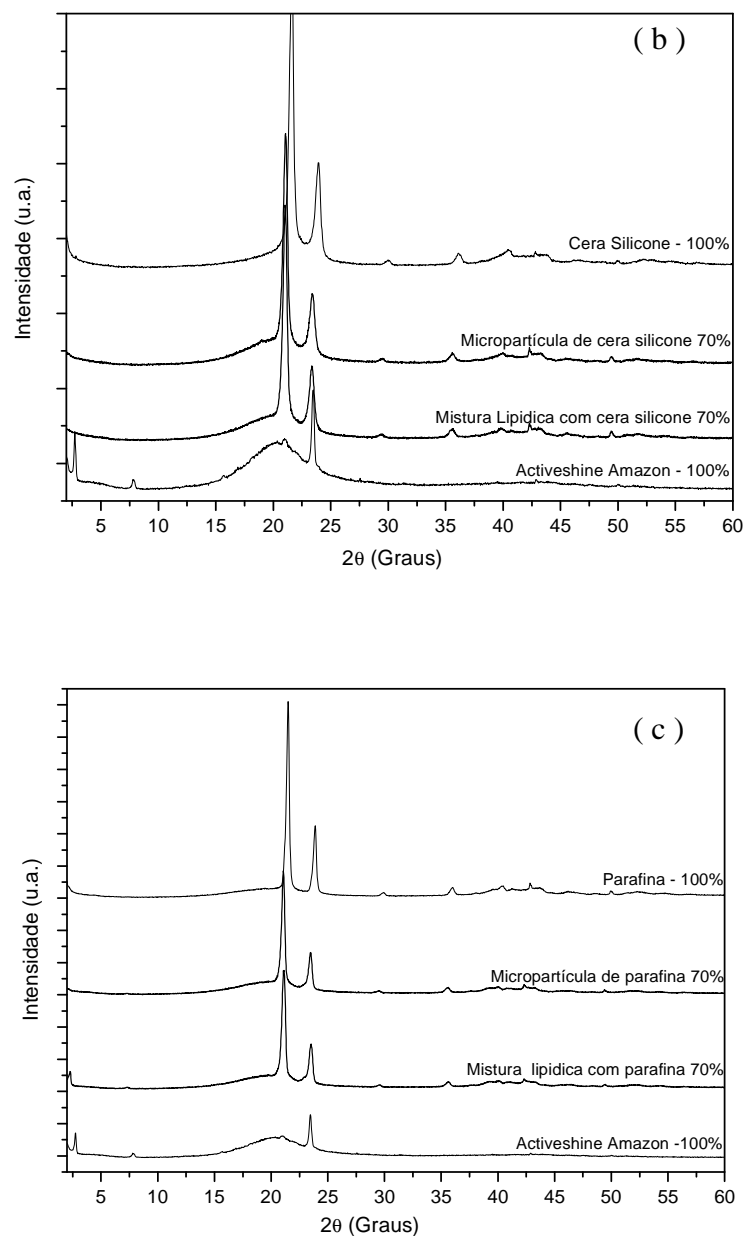 ( b )
Intensidade (u.a.)
Cera Silicone - 100%
Micropartícula de cera silicone 70%
Mistura Lipidica com cera silicone 70%
Activeshine Amazon - 100%
5 10 15 20 25 30 35 40 45 50 55 60
2θ (Graus)
( c )
Intensidade (u.a.)
Parafina - 100%
Micropartícula de parafina 70%
Mistura lipidica com parafina 70%
Activeshine Amazon -100%
5 10 15 21 25 30 35 40 45 50 55 60
2θ (Graus)